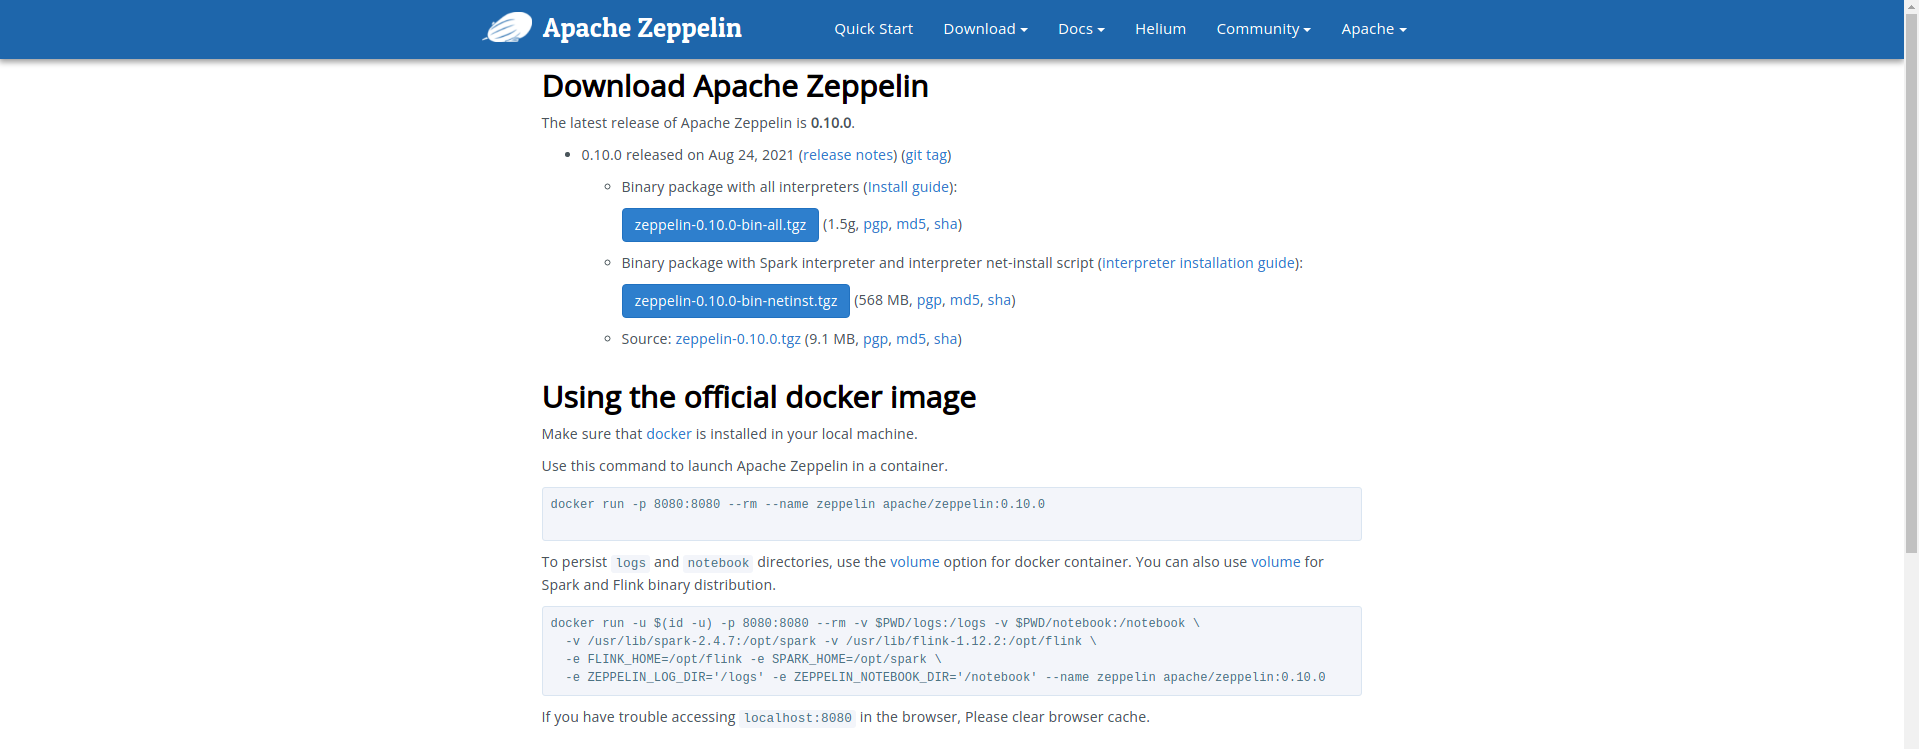 Apache Zeppelin Quick Start Download Docs Helium Community Apache
Download Apache Zeppelin
The latest release of Apache Zeppelin is 0.10.0.
0.10.0 released on Aug 24, 2021 (release notes) (git tag)
Binary package with all interpreters (Install guide):
zeppelin-0.10.0-bin-all.tgz (1.5g, pgp, md5, sha)
Binary package with Spark interpreter and interpreter net-install script (interpreter installation guide):
zeppelin-0.10.0-bin-netinst.tgz (568 MB, pgp, md5, sha)
Source: zeppelin-0.10.0.tgz (9.1 MB, pgp, md5, sha)
Using the official docker image
Make sure that docker is installed in your local machine.
Use this command to launch Apache Zeppelin in a container.
docker run -p 8080:8080 --rm --name zeppelin apache/zeppelin:0.10.0
To persist logs and notebook directories, use the volume option for docker container. You can also use volume for
Spark and Flink binary distribution.
docker run -u $(id -u) -p 8080:8080 --rm -v $PWD/logs:/logs -v $PWD/notebook:/notebook \
-v /usr/lib/spark-2.4.7:/opt/spark -v /usr/lib/flink-1.12.2:/opt/flink \
-e FLINK_HOME=/opt/flink -e SPARK_HOME=/opt/spark \
-e ZEPPELIN_LOG_DIR='/logs' -e ZEPPELIN_NOTEBOOK_DIR='/notebook' --name zeppelin apache/zeppelin:0.10.0
If you have trouble accessing localhost:8080 in the browser, Please clear browser cache.